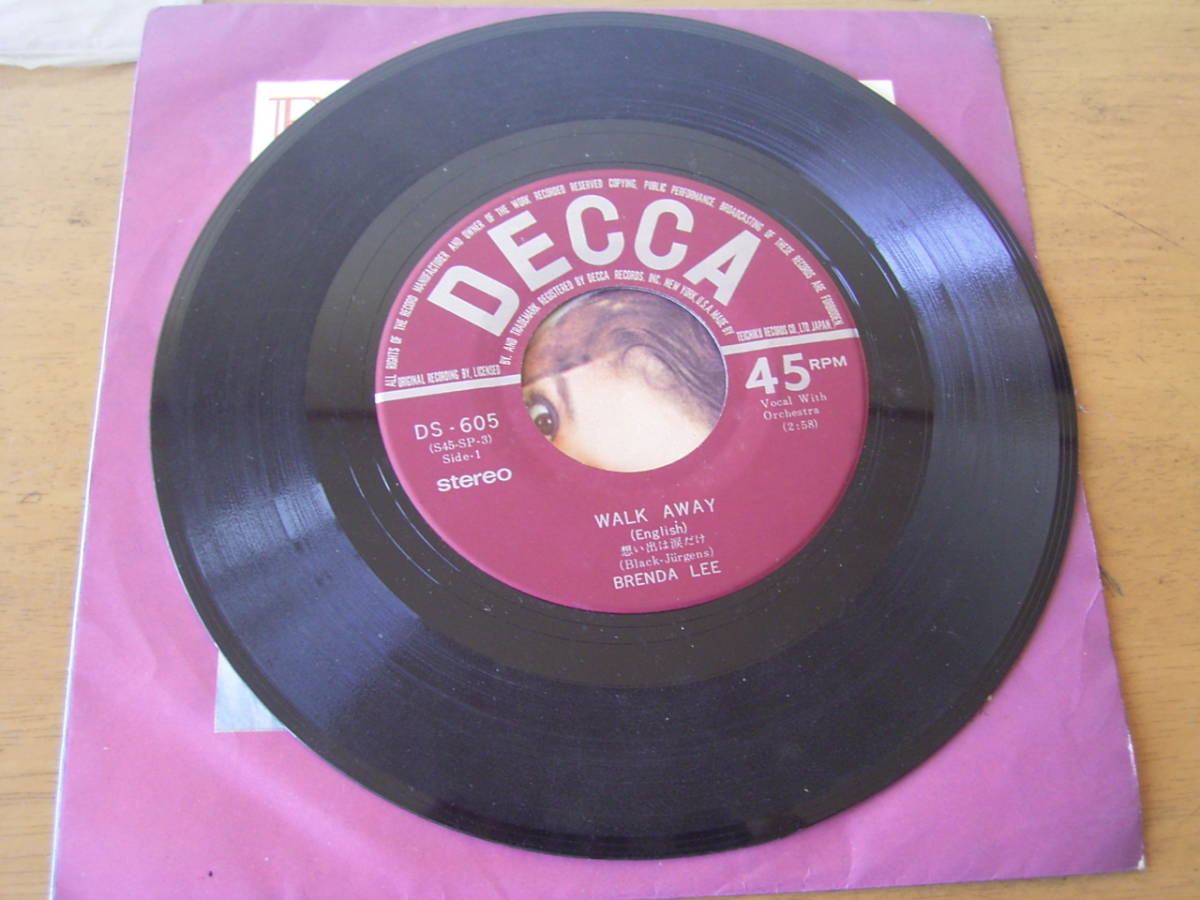 ALL RIGHTS OF THE RECORD MANUFACTURER AND OWNER OF THE WORK RECORDED RESERVED COPYING, PUBLIC PERFORMANCE, BROADCASTING OF THESE RECORDS ARE FORBIDDEN
DECCA
ORIGINAL RECORDING BY, LICENSED BY, AND TRADEMARK REGISTERED BY DECCA RECORDS, INC. NEW YORK, U.S.A. MADE BY TEICHIKU RECORDS CO., LTD. JAPAN
45RPM
Vocal With
Orchestra
(2:58)
DS-605
(S45-SP-3)
Side-1
stereo
WALK AWAY
(English)
想い出は涙だけ
(Black-Jürgens)
BRENDA LEE